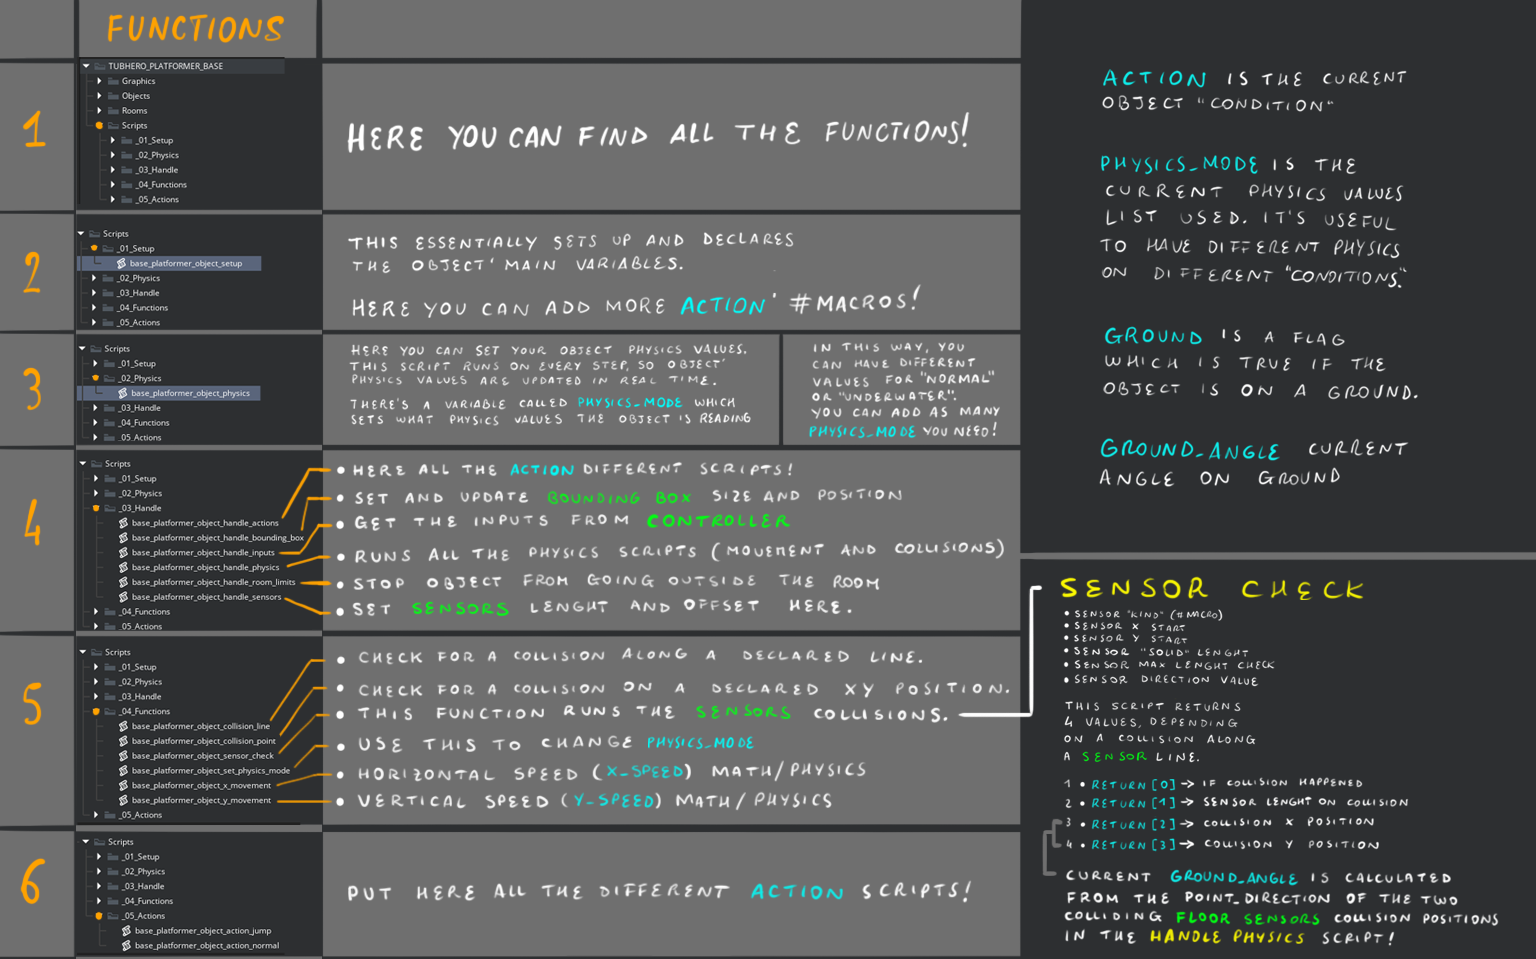 FUNCTIONS
1
TUBHERO_PLATFORMER_BASE
Graphics
Objects
Rooms
Scripts
_01_Setup
_02_Physics
_03_Handle
_04_Functions
_05_Actions
HERE YOU CAN FIND ALL THE FUNCTIONS!
2
Scripts
_01_Setup
base_platformer_object_setup
_02_Physics
_03_Handle
_04_Functions
_05_Actions
THIS ESSENTIALLY SETS UP AND DECLARES
THE OBJECT' MAIN VARIABLES.
HERE YOU CAN ADD MORE ACTION' #MACROS!
3
Scripts
_01_Setup
_02_Physics
base_platformer_object_physics
_03_Handle
_04_Functions
_05_Actions
HERE YOU CAN SET YOUR OBJECT PHYSICS VALUES.
THIS SCRIPT RUNS ON EVERY STEP, SO OBJECT'
PHYSICS VALUES ARE UPDATED IN REAL TIME.
THERE'S A VARIABLE CALLED PHYSICS_MODE WHICH
SETS WHAT PHYSICS VALUES THE OBJECT IS READING
IN THIS WAY, YOU
CAN HAVE DIFFERENT
VALUES FOR "NORMAL"
OR "UNDERWATER".
YOU CAN ADD AS MANY
PHYSICS_MODE YOU NEED!
4
Scripts
_01_Setup
_02_Physics
_03_Handle
base_platformer_object_handle_actions
base_platformer_object_handle_bounding_box
base_platformer_object_handle_inputs
base_platformer_object_handle_physics
base_platformer_object_handle_room_limits
base_platformer_object_handle_sensors
_04_Functions
_05_Actions
• HERE ALL THE ACTION DIFFERENT SCRIPTS!
• SET AND UPDATE BOUNDING BOX SIZE AND POSITION
• GET THE INPUTS FROM CONTROLLER
• RUNS ALL THE PHYSICS SCRIPTS (MOVEMENT AND COLLISIONS)
• STOP OBJECT FROM GOING OUTSIDE THE ROOM
• SET SENSORS LENGHT AND OFFSET HERE.
5
Scripts
_01_Setup
_02_Physics
_03_Handle
_04_Functions
base_platformer_object_collision_line
base_platformer_object_collision_point
base_platformer_object_sensor_check
base_platformer_object_set_physics_mode
base_platformer_object_x_movement
base_platformer_object_y_movement
_05_Actions
• CHECK FOR A COLLISION ALONG A DECLARED LINE.
• CHECK FOR A COLLISION ON A DECLARED XY POSITION.
• THIS FUNCTION RUNS THE SENSORS COLLISIONS.
• USE THIS TO CHANGE PHYSICS_MODE
• HORIZONTAL SPEED (X_SPEED) MATH/PHYSICS
• VERTICAL SPEED (Y_SPEED) MATH/PHYSICS
6
Scripts
_01_Setup
_02_Physics
_03_Handle
_04_Functions
_05_Actions
base_platformer_object_action_jump
base_platformer_object_action_normal
PUT HERE ALL THE DIFFERENT ACTION SCRIPTS!
ACTION IS THE CURRENT
OBJECT "CONDITION"
PHYSICS_MODE IS THE
CURRENT PHYSICS VALUES
LIST USED. IT'S USEFUL
TO HAVE DIFFERENT PHYSICS
ON DIFFERENT "CONDITIONS."
GROUND IS A FLAG
WHICH IS TRUE IF THE
OBJECT IS ON A GROUND.
GROUND_ANGLE CURRENT
ANGLE ON GROUND
SENSOR CHECK
• SENSOR "KIND" (#MACRO)
• SENSOR X START
• SENSOR Y START
• SENSOR "SOLID" LENGHT
• SENSOR MAX LENGHT CHECK
• SENSOR DIRECTION VALUE
THIS SCRIPT RETURNS
4 VALUES, DEPENDING
ON A COLLISION ALONG
A SENSOR LINE.
1 • RETURN [0] → IF COLLISION HAPPENED
2 • RETURN [1] → SENSOR LENGHT ON COLLISION
3 • RETURN [2] → COLLISION X POSITION
4 • RETURN [3] → COLLISION Y POSITION
CURRENT GROUND_ANGLE IS CALCULATED
FROM THE POINT_DIRECTION OF THE TWO
COLLIDING FLOOR SENSORS COLLISION POSITIONS
IN THE HANDLE PHYSICS SCRIPT!